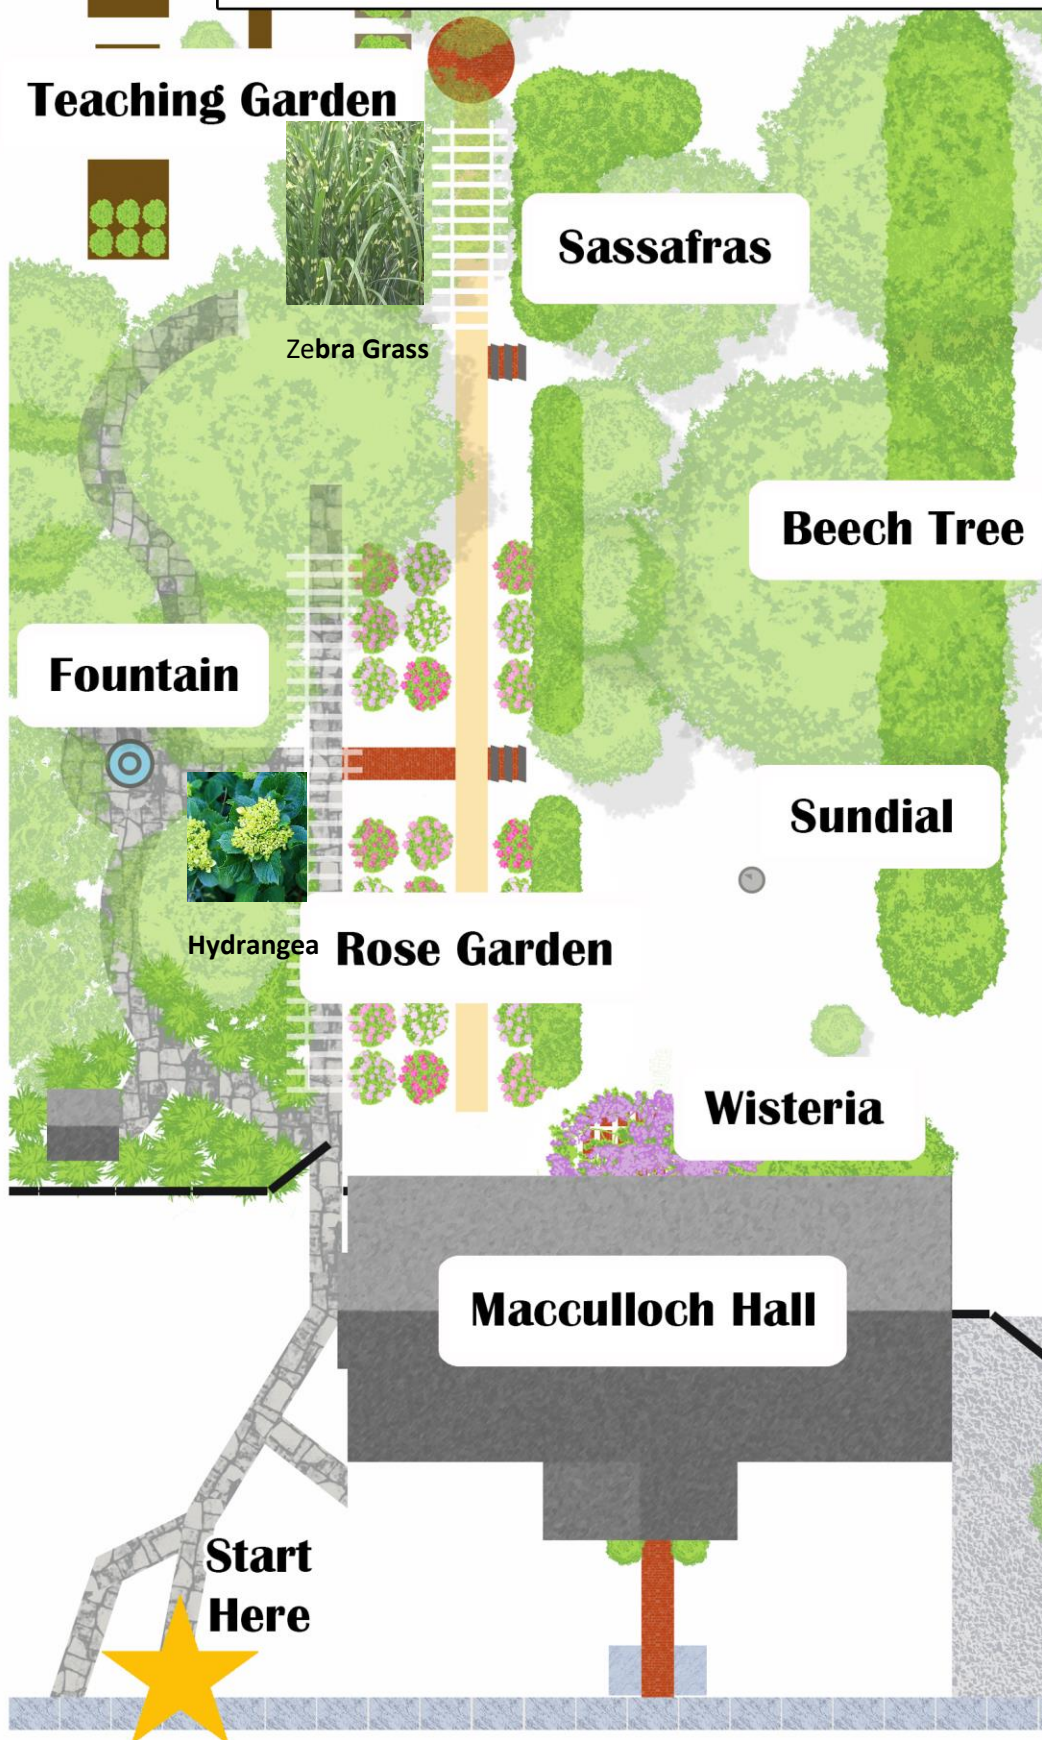 Teaching Garden
Sassafras
Zebra Grass
Beech Tree
Fountain
Sundial
Hydrangea
Rose Garden
Wisteria
Macculloch Hall
Start
Here